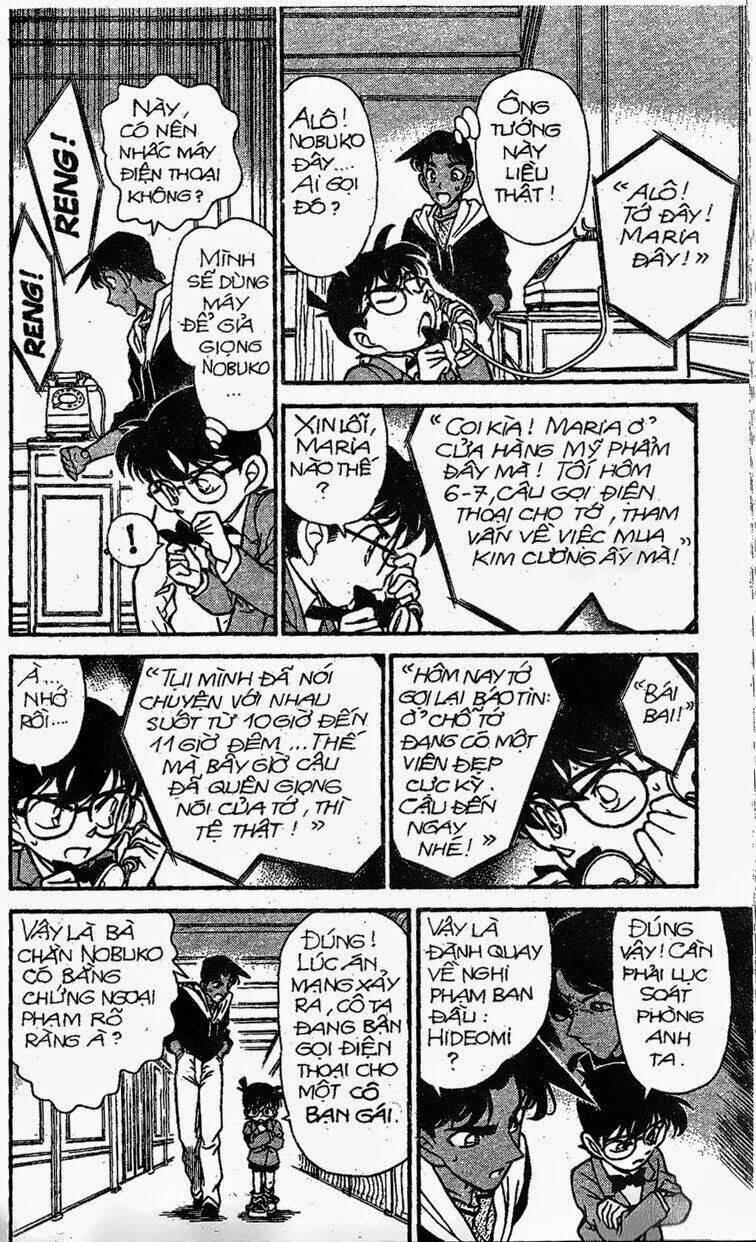 RENG!
RENG!
NÀY,
CÓ NÊN
NHẤC MÁY
ĐIỆN THOẠI
KHÔNG?
MÌNH
SẼ DÙNG
MÁY
ĐỂ GIẢ
GIỌNG
NOBUKO
...
!
ALÔ!
NOBUKO
ĐÂY....
AI GỌI
ĐÓ?
ÔNG
TƯỚNG
NÀY
LIỀU
THẬT!
"ALÔ!
TỚ ĐÂY!
MARIA
ĐÂY!"
XIN LỖI,
MARIA
NÀO THẾ
?
"COI KÌA! MARIA Ở
CỬA HÀNG MỸ PHẨM
ĐÂY MÀ! TỐI HÔM
6-7, CẬU GỌI ĐIỆN
THOẠI CHO TỚ, THAM
VẤN VỀ VIỆC MUA
KIM CƯƠNG ẤY MÀ!"
À....
NHỚ
RỒI....
"TỤI MÌNH ĐÃ NÓI
CHUYỆN VỚI NHAU
SUỐT TỪ 10 GIỜ ĐẾN
11 GIỜ ĐÊM... THẾ
MÀ BÂY GIỜ CẬU
ĐÃ QUÊN GIỌNG
NÓI CỦA TỚ, THÌ
TỆ THẬT!"
"HÔM NAY TỚ
GỌI LẠI BÁO TIN:
Ở CHỖ TỚ
ĐANG CÓ MỘT
VIÊN ĐẸP
CỰC KỲ.
CẬU ĐẾN
NGAY
NHÉ!"
"BÁI
BAI!"
VẬY LÀ BÀ
CHẰN NOBUKO
CÓ BẰNG
CHỨNG NGOẠI
PHẠM RÕ
RÀNG À?
ĐÚNG!
LÚC ÁN
MẠNG XẢY
RA, CÔ TA
ĐANG BẬN
GỌI ĐIỆN
THOẠI CHO
MỘT CÔ
BẠN GÁI.
VẬY LÀ
ĐÀNH QUAY
VỀ NGHI
PHẠM BAN
ĐẦU:
HIDEOMI
?
ĐÚNG
VẬY! CẦN
PHẢI LỤC
SOÁT
PHÒNG
ANH
TA.